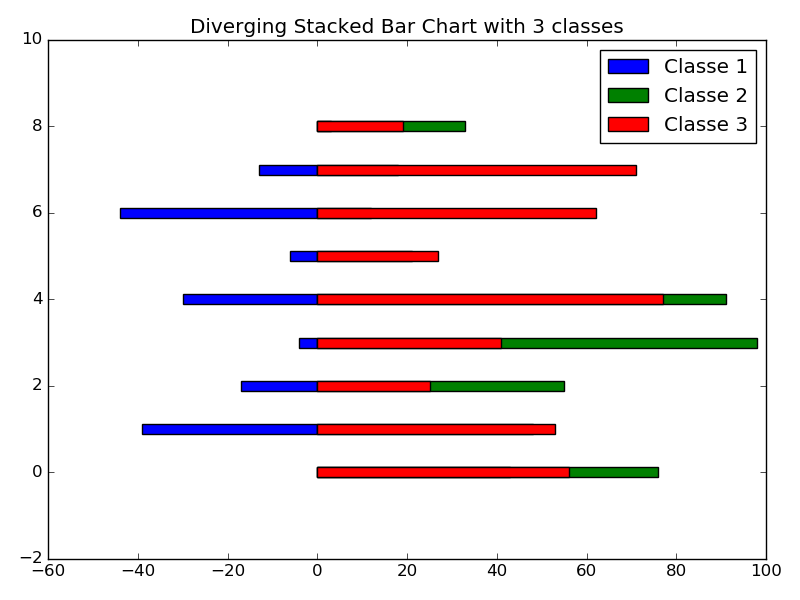 Diverging Stacked Bar Chart with 3 classes
10
8
6
4
2
0
−2
Classe 1
Classe 2
Classe 3
−60 −40 −20 0 20 40 60 80 100